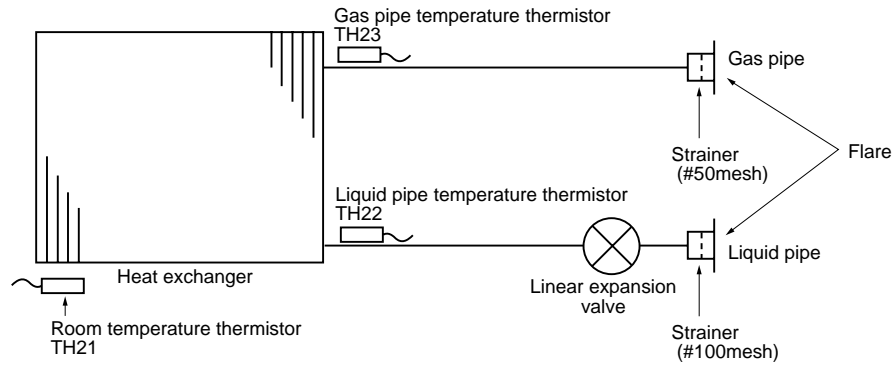 Gas pipe temperature thermistor
TH23
Gas pipe
Strainer
(#50mesh)
Flare
Liquid pipe temperature thermistor
TH22
Liquid pipe
Heat exchanger
Linear expansion
valve
Room temperature thermistor
TH21
Strainer
(#100mesh)